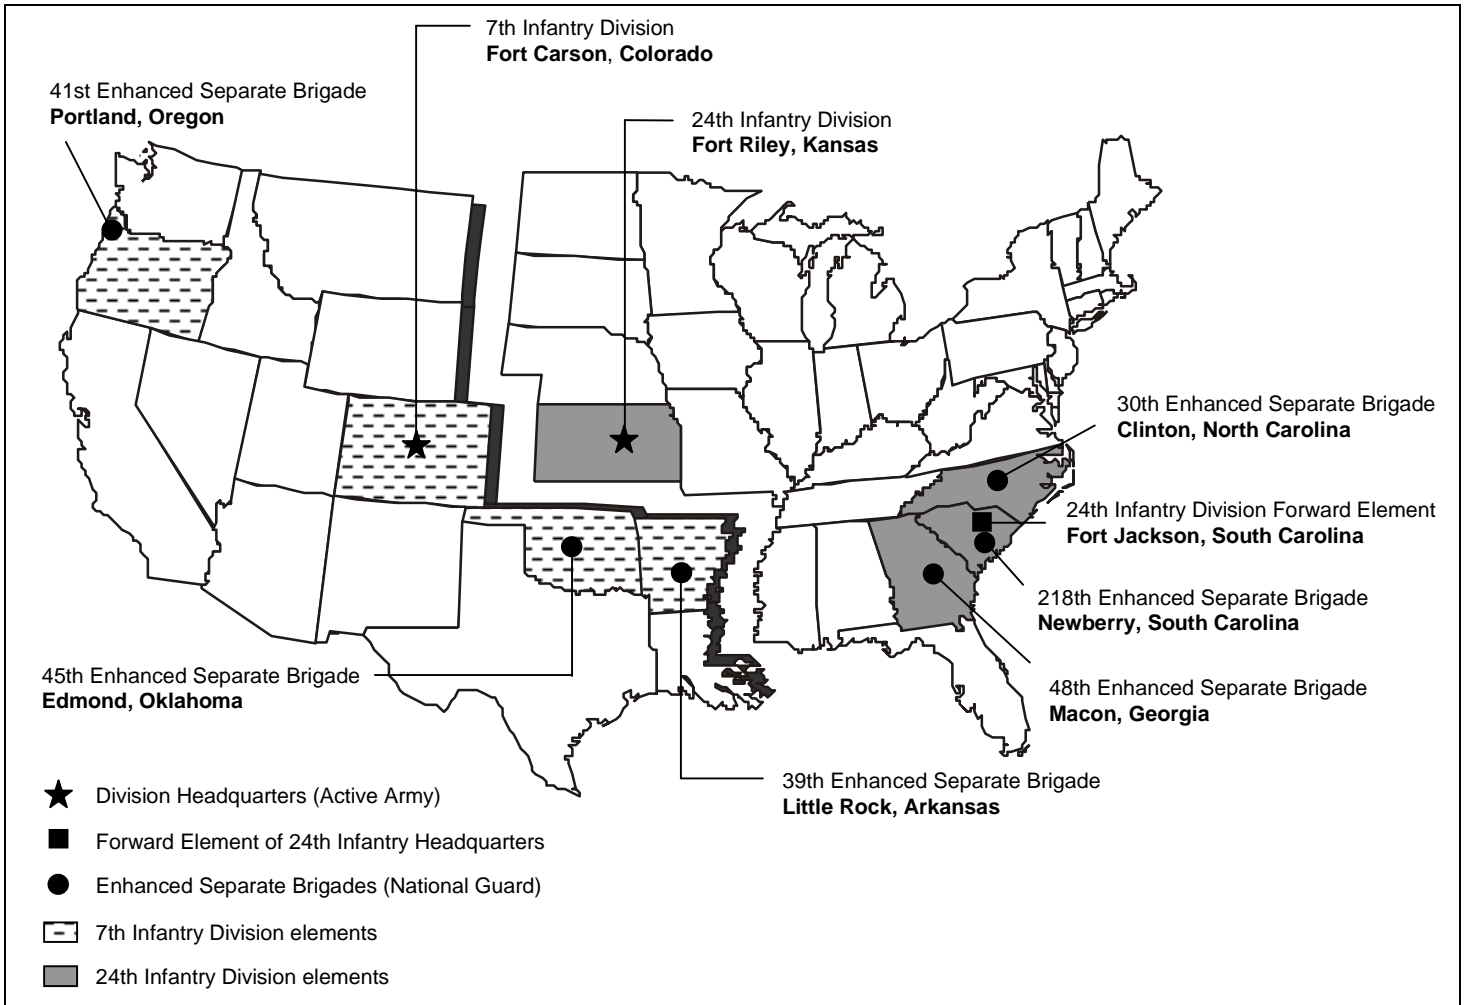 7th Infantry Division
Fort Carson, Colorado
41st Enhanced Separate Brigade
Portland, Oregon
24th Infantry Division
Fort Riley, Kansas
30th Enhanced Separate Brigade
Clinton, North Carolina
24th Infantry Division Forward Element
Fort Jackson, South Carolina
218th Enhanced Separate Brigade
Newberry, South Carolina
45th Enhanced Separate Brigade
Edmond, Oklahoma
48th Enhanced Separate Brigade
Macon, Georgia
39th Enhanced Separate Brigade
Little Rock, Arkansas
Division Headquarters (Active Army)
Forward Element of 24th Infantry Headquarters
Enhanced Separate Brigades (National Guard)
7th Infantry Division elements
24th Infantry Division elements